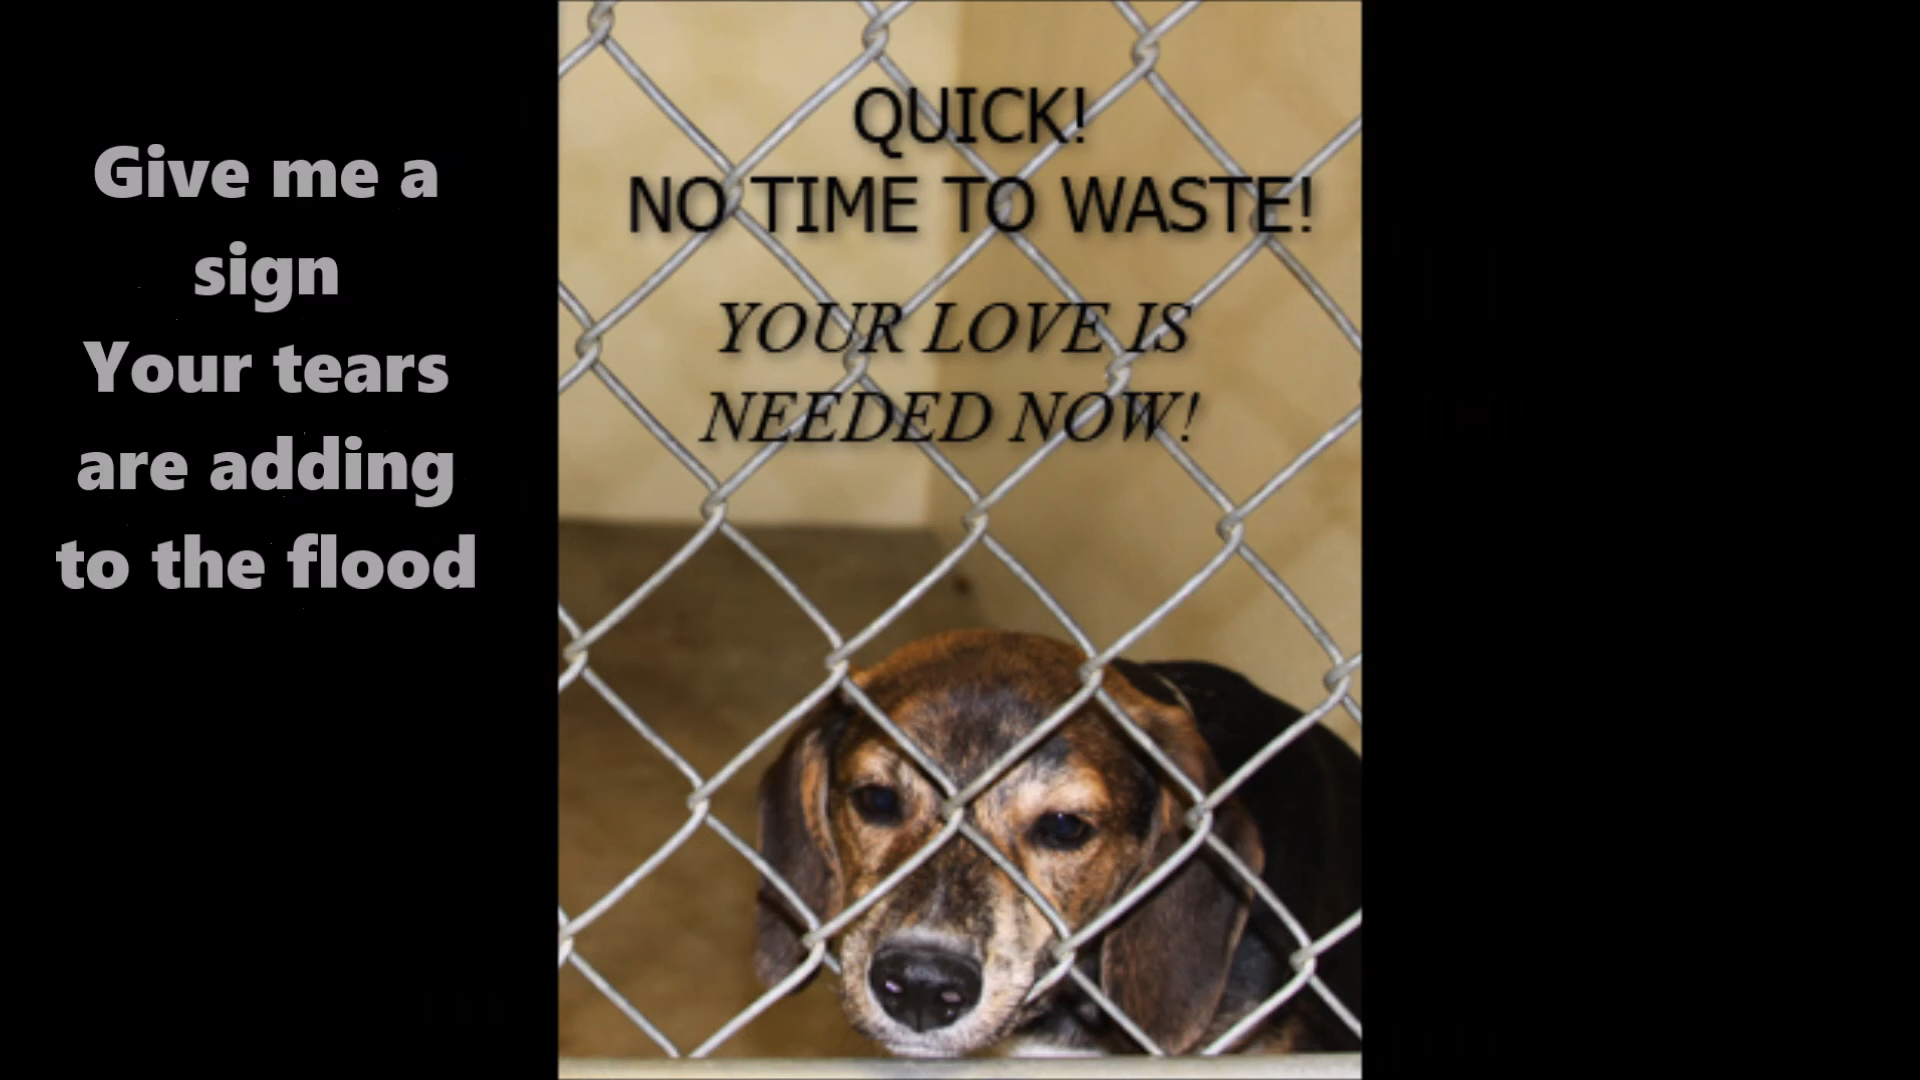 Give me a
sign
Your tears
are adding
to the flood
QUICK!
NO TIME TO WASTE!
YOUR LOVE IS
NEEDED NOW!